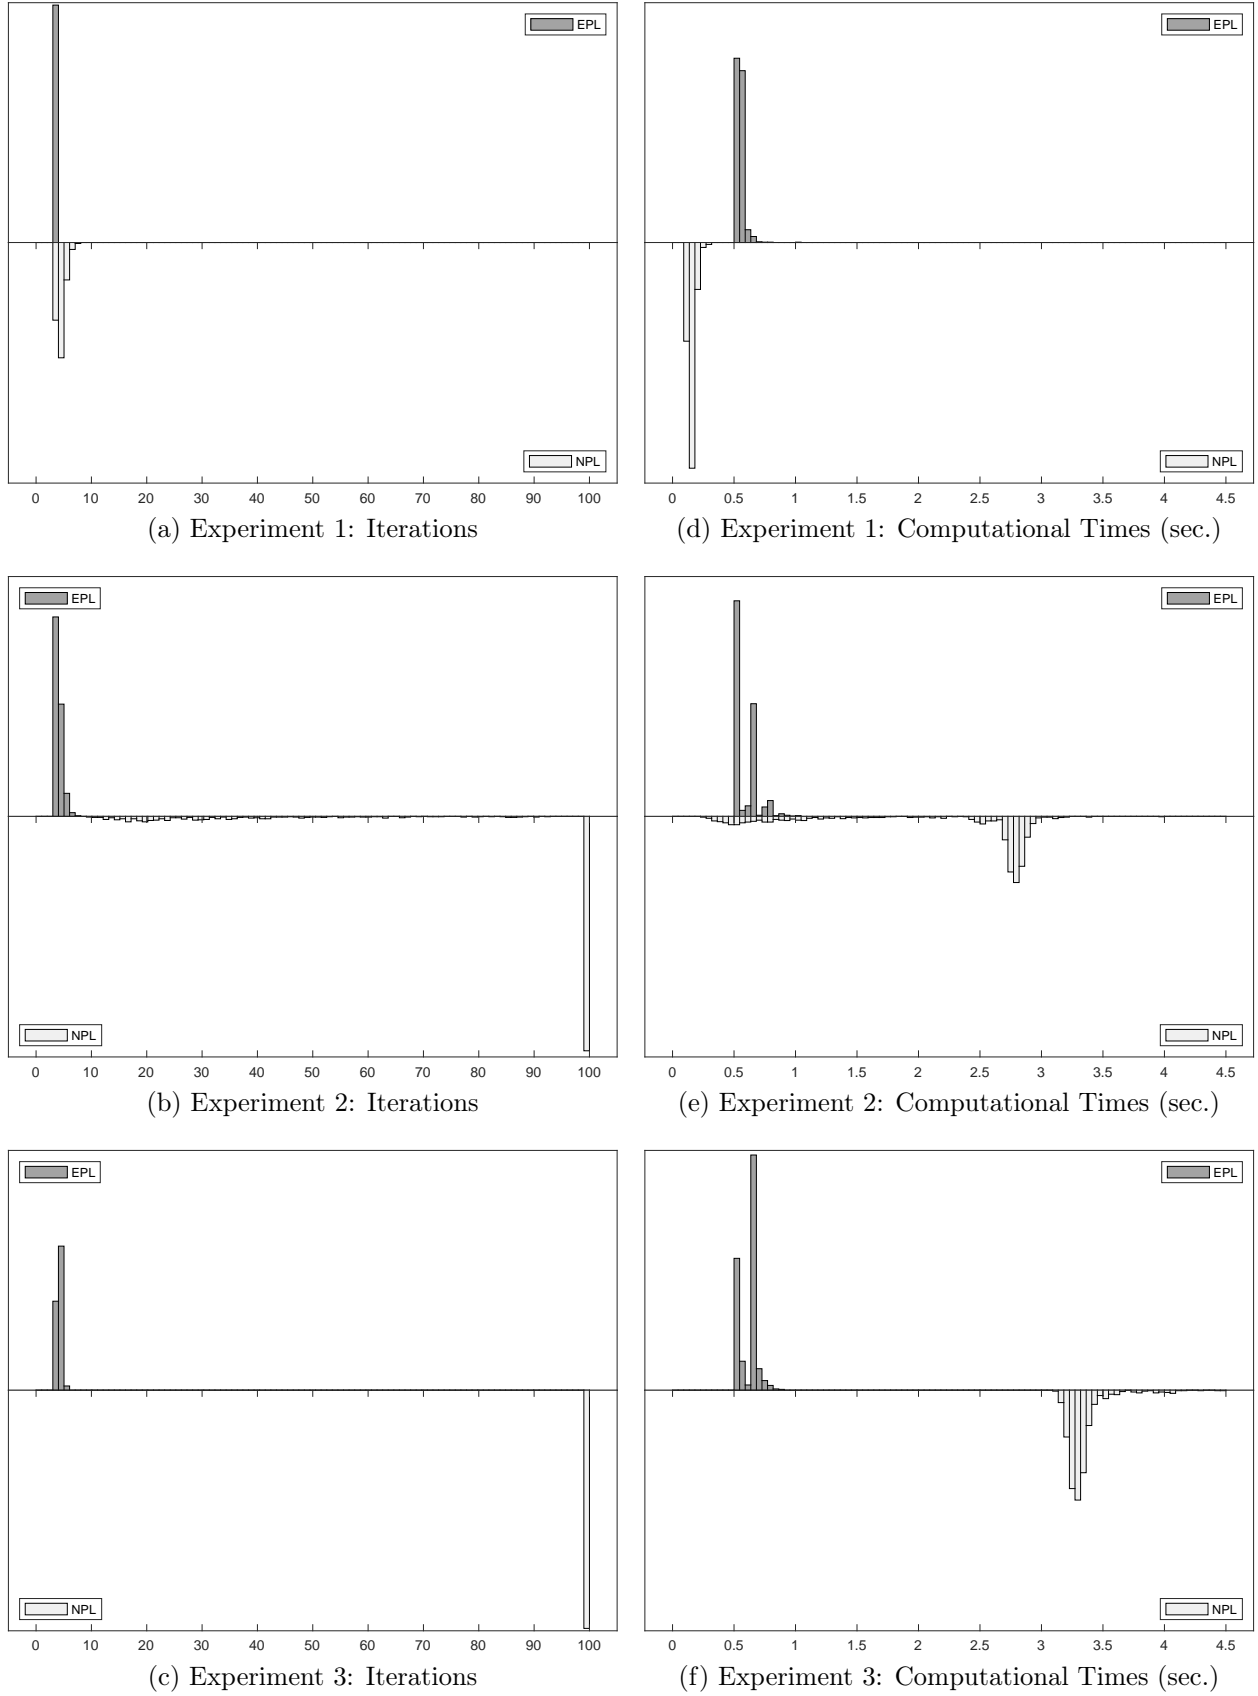 EPL
NPL
0 10 20 30 40 50 60 70 80 90 100
(a) Experiment 1: Iterations
EPL
NPL
0 0.5 1 1.5 2 2.5 3 3.5 4 4.5
(d) Experiment 1: Computational Times (sec.)
EPL
NPL
0 10 20 30 40 50 60 70 80 90 100
(b) Experiment 2: Iterations
EPL
NPL
0 0.5 1 1.5 2 2.5 3 3.5 4 4.5
(e) Experiment 2: Computational Times (sec.)
EPL
NPL
0 10 20 30 40 50 60 70 80 90 100
(c) Experiment 3: Iterations
EPL
NPL
0 0.5 1 1.5 2 2.5 3 3.5 4 4.5
(f) Experiment 3: Computational Times (sec.)